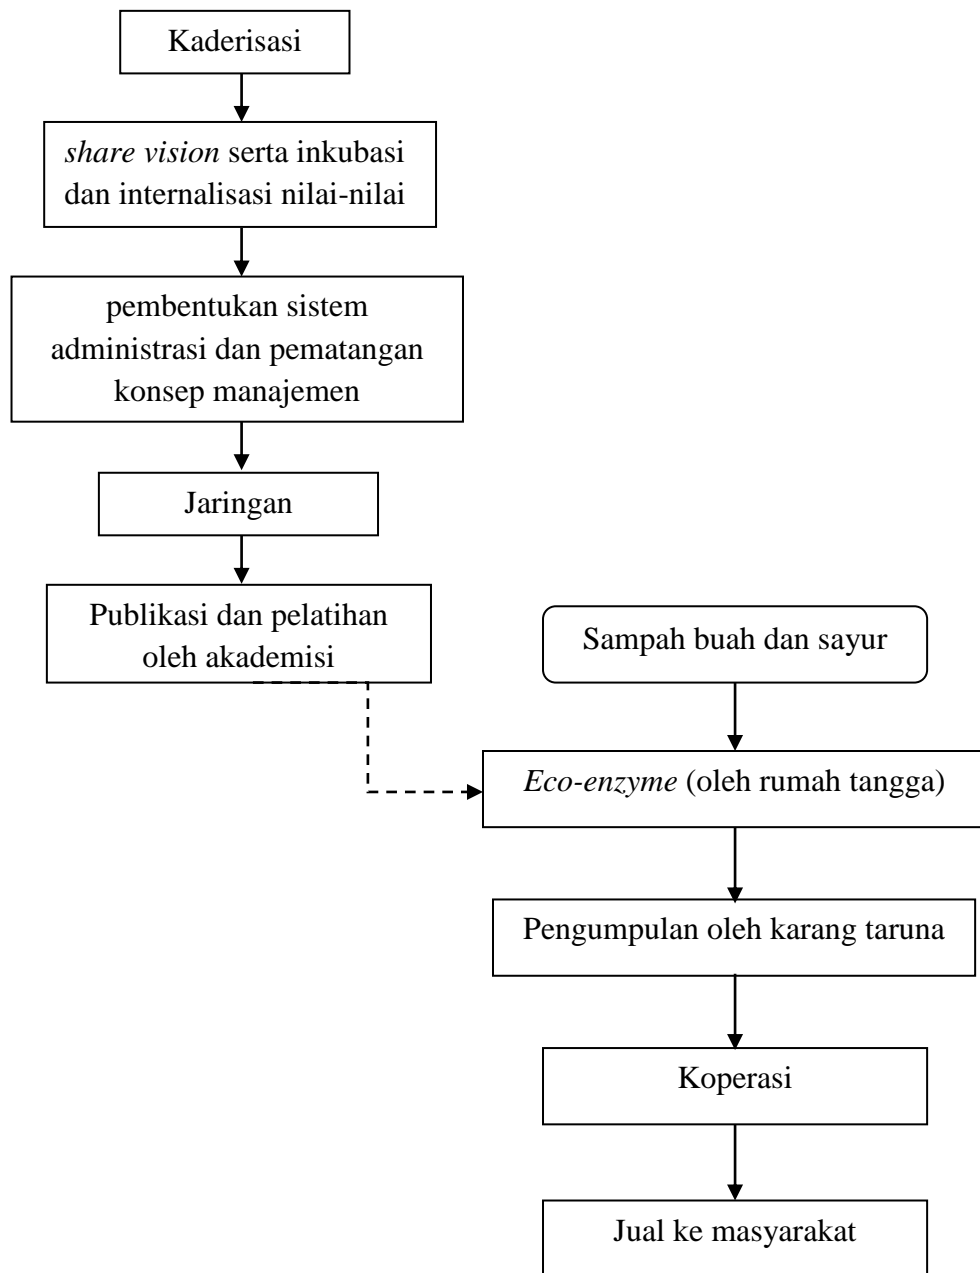 Kaderisasi
share vision serta inkubasi
dan internalisasi nilai-nilai
pembentukan sistem
administrasi dan pematangan
konsep manajemen
Jaringan
Publikasi dan pelatihan
oleh akademisi
Sampah buah dan sayur
Eco-enzyme (oleh rumah tangga)
Pengumpulan oleh karang taruna
Koperasi
Jual ke masyarakat